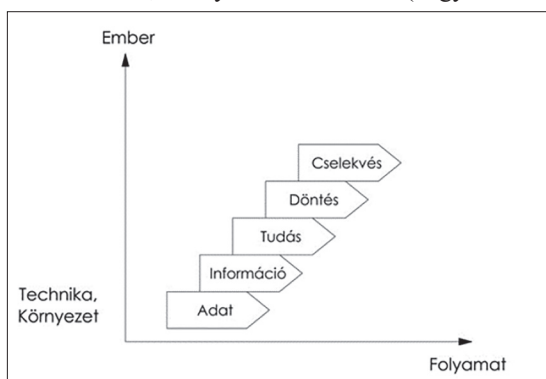 Ember
Cselekvés
Döntés
Tudás
Információ
Adat
Technika,
Környezet
Folyamat